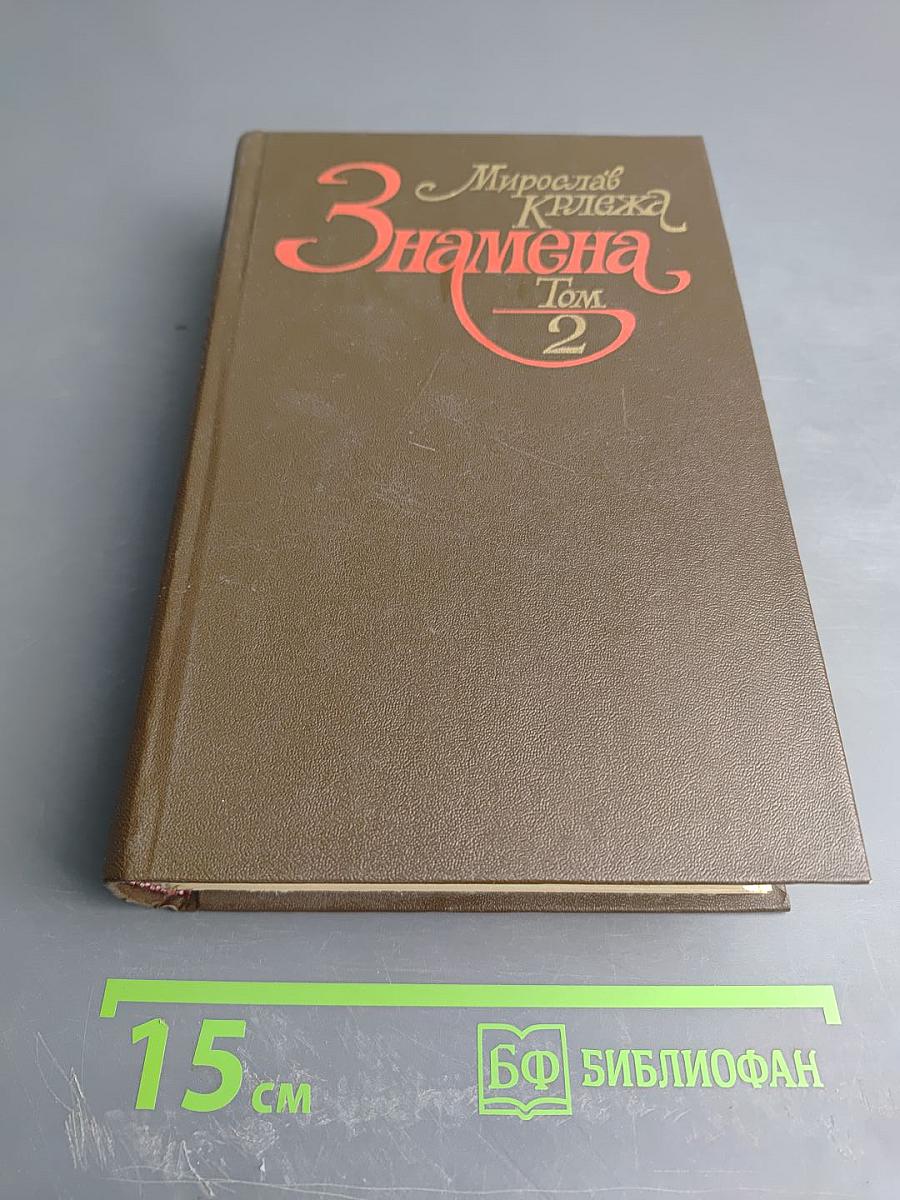 Мирослав
Крлежа
Знамена
Том
2
15 см
БФ БИБЛИОФАН